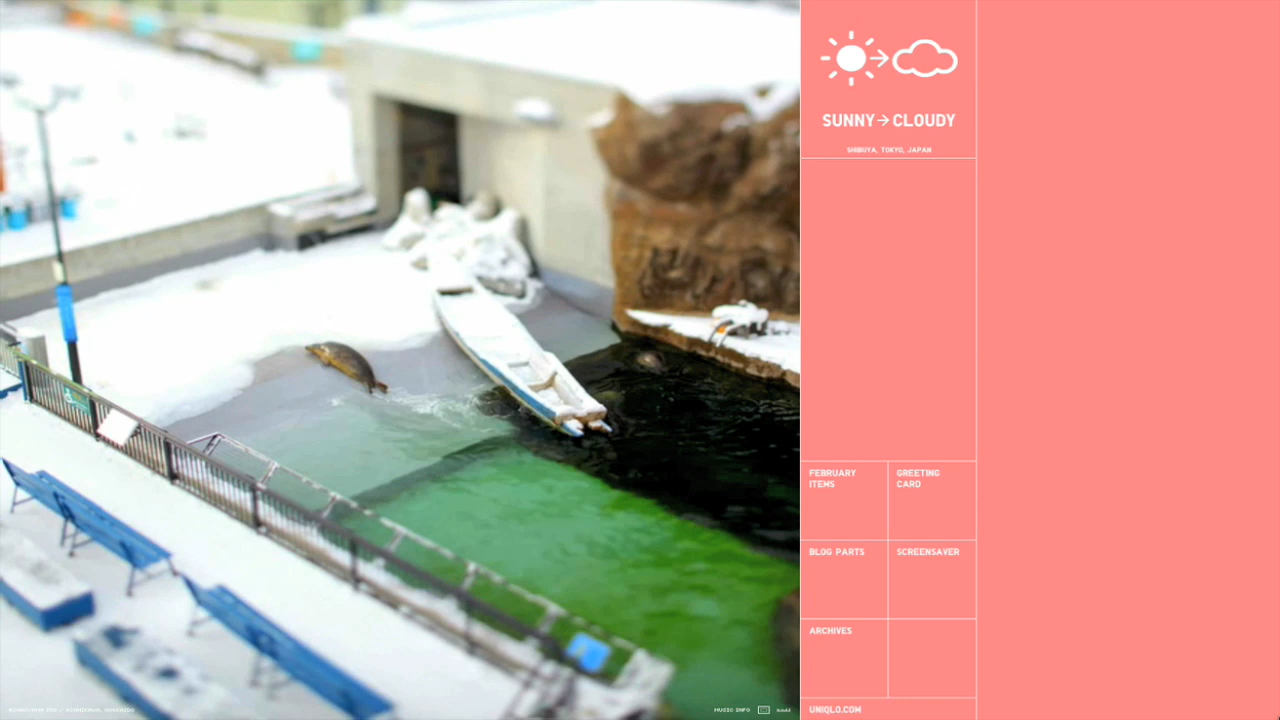 SUNNY→CLOUDY
SHIBUYA, TOKYO, JAPAN
FEBRUARY
ITEMS
GREETING
CARD
BLOG PARTS
SCREENSAVER
ARCHIVES
UNIQLO.COM
MUSIC INFO